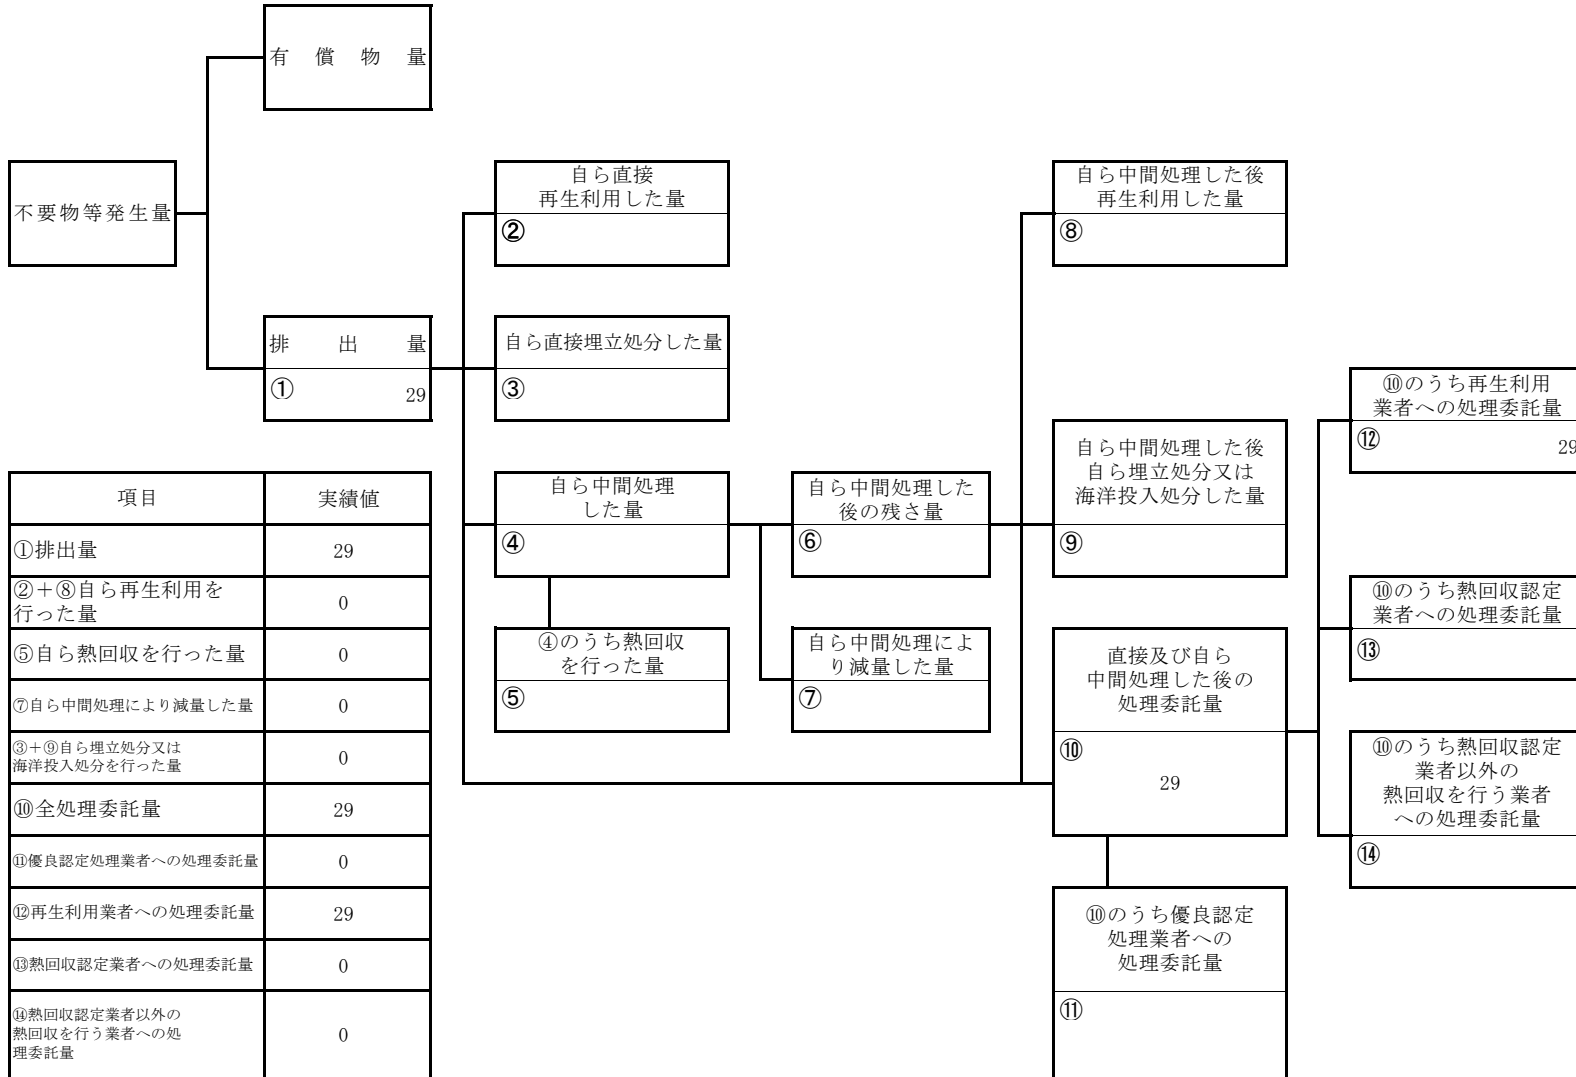 有償物量
不要物等発生量
排出量
①
29
自ら直接
再生利用した量
②
自ら直接埋立処分した量
③
自ら中間処理
した量
④
④のうち熱回収
を行った量
⑤
自ら中間処理した
後の残さ量
⑥
自ら中間処理によ
り減量した量
⑦
自ら中間処理した後
再生利用した量
⑧
自ら中間処理した後
自ら埋立処分又は
海洋投入処分した量
⑨
直接及び自ら
中間処理した後の
処理委託量
⑩
29
⑩のうち優良認定
処理業者への
処理委託量
⑪
⑩のうち再生利用
業者への処理委託量
⑫
29
⑩のうち熱回収認定
業者への処理委託量
⑬
⑩のうち熱回収認定
業者以外の
熱回収を行う業者
への処理委託量
⑭
項目 実績値
①排出量 29
②+⑧自ら再生利用を
行った量 0
⑤自ら熱回収を行った量 0
⑦自ら中間処理により減量した量 0
③+⑨自ら埋立処分又は
海洋投入処分を行った量 0
⑩全処理委託量 29
⑪優良認定処理業者への処理委託量 0
⑫再生利用業者への処理委託量 29
⑬熱回収認定業者への処理委託量 0
⑭熱回収認定業者以外の
熱回収を行う業者への処
理委託量 0